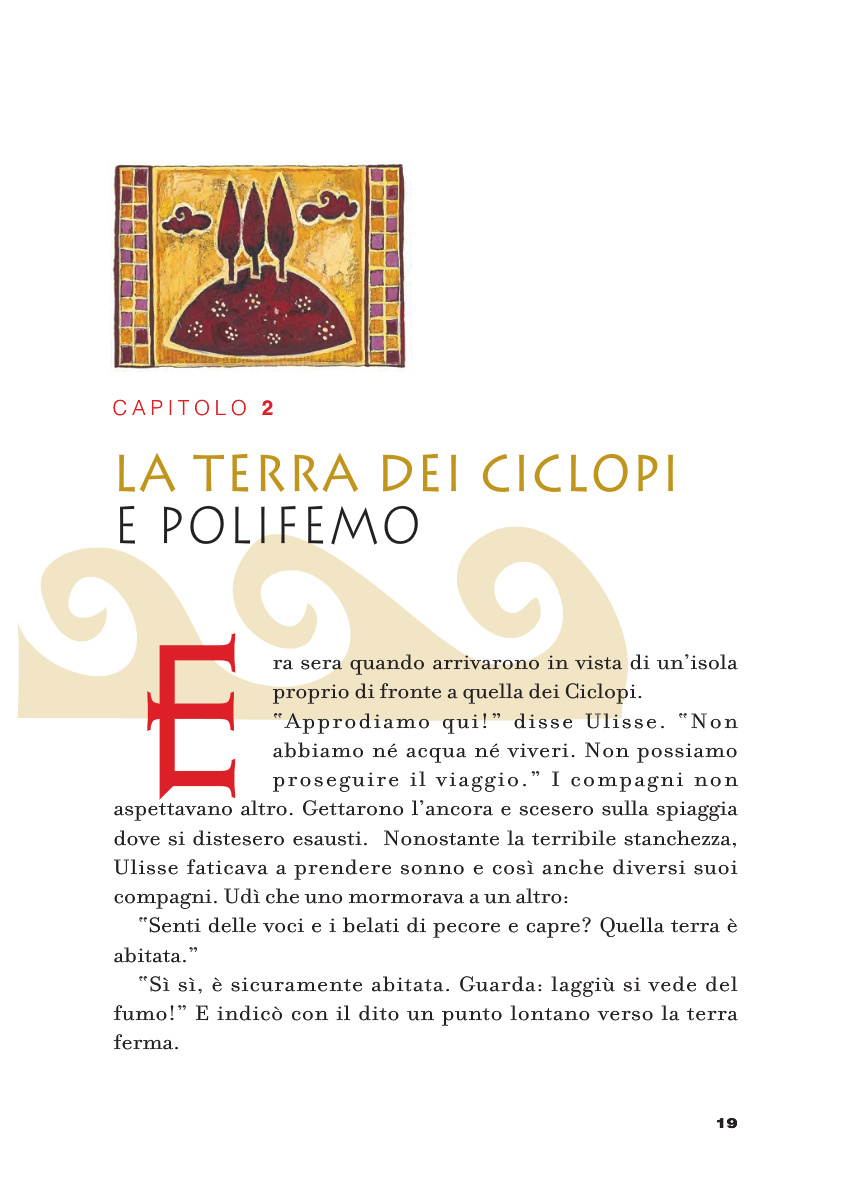 CAPITOLO 2
LA TERRA DEI CICLOPI
E POLIFEMO
Era sera quando arrivarono in vista di un’isola
proprio di fronte a quella dei Ciclopi.
“Approdiamo qui!” disse Ulisse. “Non
abbiamo né acqua né viveri. Non possiamo
proseguire il viaggio.” I compagni non
aspettavano altro. Gettarono l’ancora e scesero sulla spiaggia
dove si distesero esausti. Nonostante la terribile stanchezza,
Ulisse faticava a prendere sonno e così anche diversi suoi
compagni. Udì che uno mormorava a un altro:
“Senti delle voci e i belati di pecore e capre? Quella terra è
abitata.”
“Sì sì, è sicuramente abitata. Guarda: laggiù si vede del
fumo!” E indicò con il dito un punto lontano verso la terra
ferma.
19